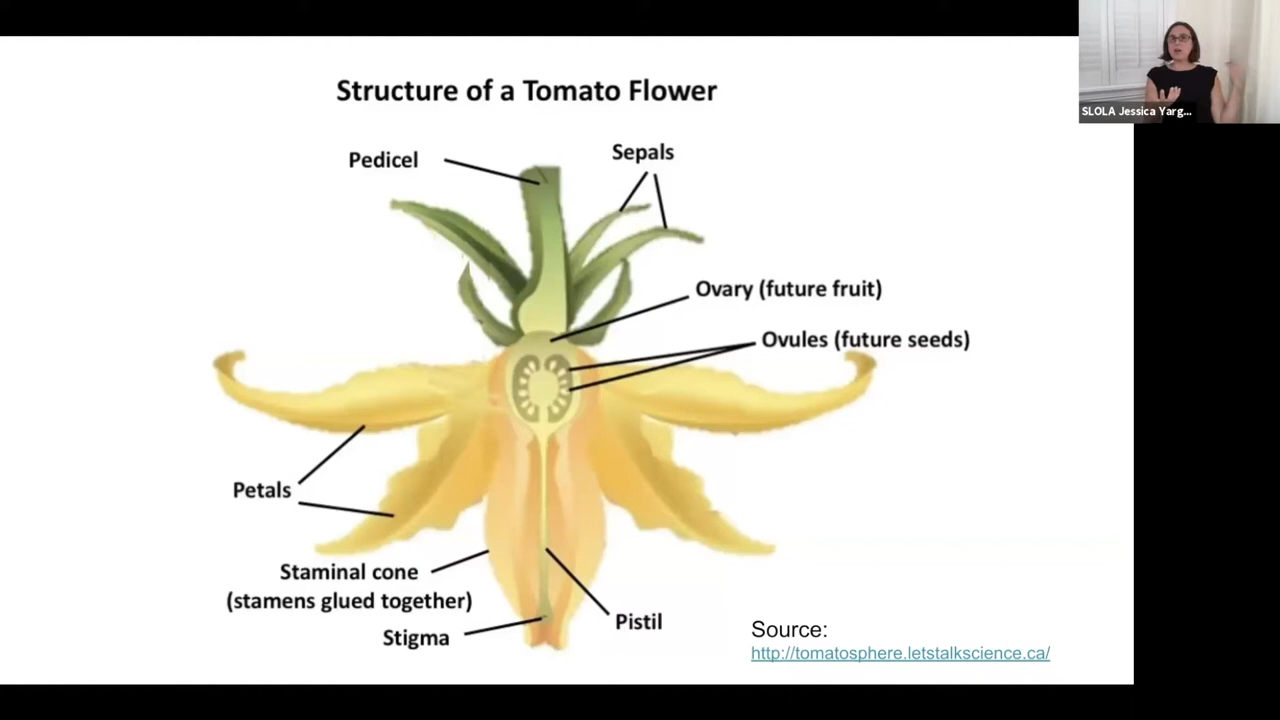 SLOLA Jessica Yarg...
Structure of a Tomato Flower
Pedicel
Sepals
Ovary (future fruit)
Ovules (future seeds)
Petals
Staminal cone
(stamens glued together)
Stigma
Pistil
Source:
http://tomatosphere.letstalkscience.ca/